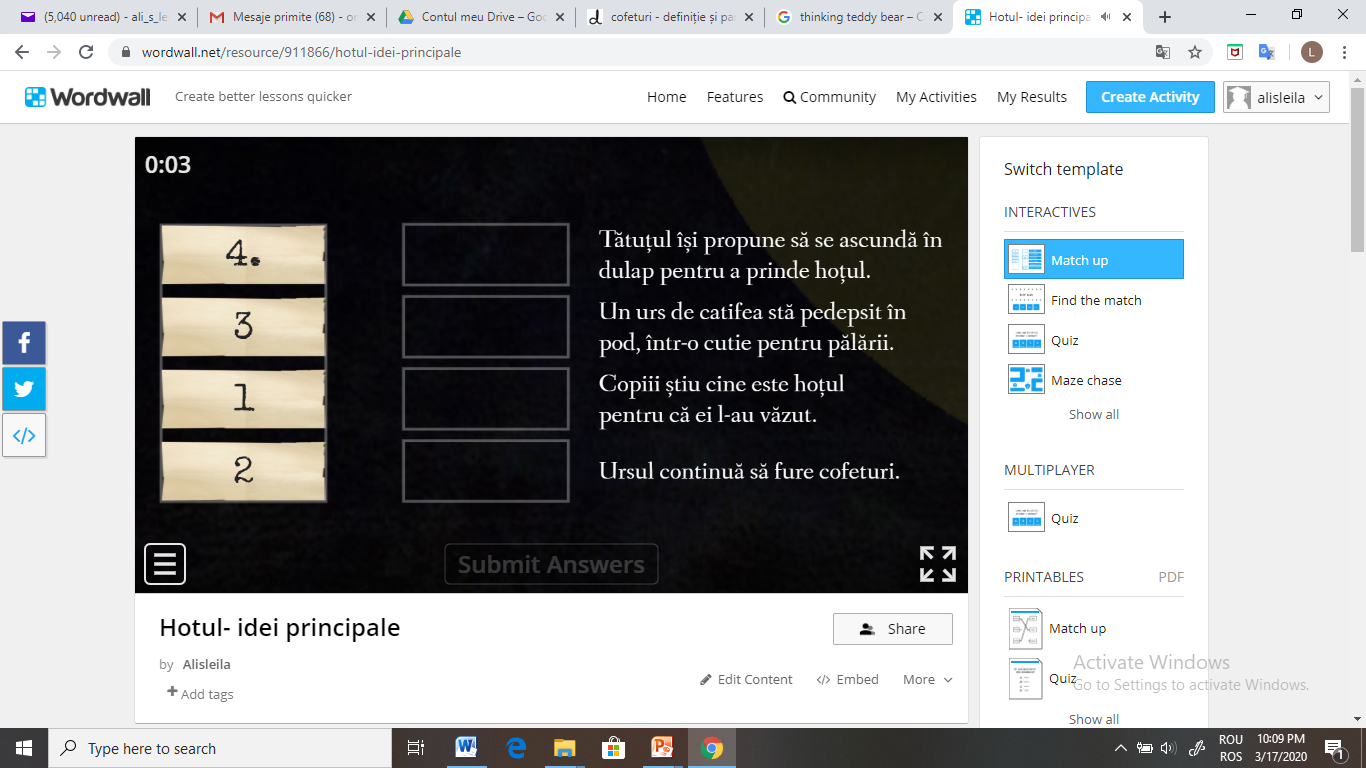 (5,040 unread) - ali_s_le
Mesaje primite (68) - or
Contul meu Drive – Goo
cofeturi - definiție și pa
thinking teddy bear – C
Hotul- idei principa
wordwall.net/resource/911866/hotul-idei-principale
L
Wordwall
Create better lessons quicker
Home
Features
Community
My Activities
My Results
Create Activity
alisleila
0:03
4.
Tătuțul își propune să se ascundă în
dulap pentru a prinde hoțul.
3
Un urs de catifea stă pedepsit în
pod, într-o cutie pentru pălării.
1
Copiii știu cine este hoțul
pentru că ei l-au văzut.
2
Ursul continuă să fure cofeturi.
Submit Answers
Switch template
INTERACTIVES
Match up
Find the match
Quiz
Maze chase
Show all
MULTIPLAYER
Quiz
PRINTABLES PDF
Match up
Quiz
Show all
Hotul- idei principale
Share
by Alisleila
Add tags
Edit Content
Embed
More
Activate Windows
Go to Settings to activate Windows.
Type here to search
ROU
ROS
10:09 PM
3/17/2020
1